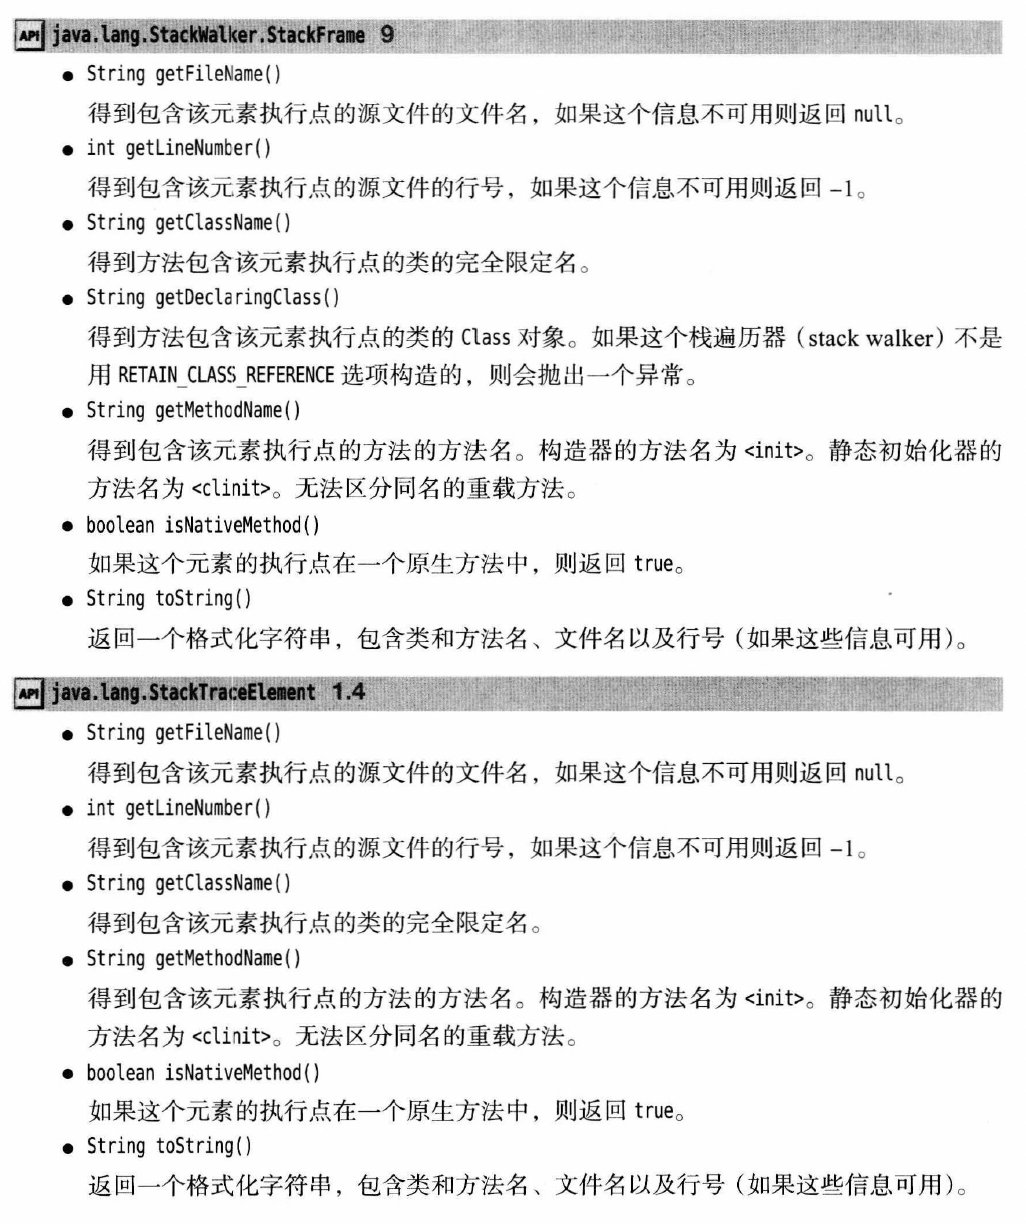 API java.lang.StackWalker.StackFrame 9
● String getFileName()
得到包含该元素执行点的源文件的文件名，如果这个信息不可用则返回 null。
● int getLineNumber()
得到包含该元素执行点的源文件的行号，如果这个信息不可用则返回 –1。
● String getClassName()
得到方法包含该元素执行点的类的完全限定名。
● String getDeclaringClass()
得到方法包含该元素执行点的类的 Class 对象。如果这个栈遍历器（stack walker）不是
用 RETAIN_CLASS_REFERENCE 选项构造的，则会抛出一个异常。
● String getMethodName()
得到包含该元素执行点的方法的方法名。构造器的方法名为 <init>。静态初始化器的
方法名为 <clinit>。无法区分同名的重载方法。
● boolean isNativeMethod()
如果这个元素的执行点在一个原生方法中，则返回 true。
● String toString()
返回一个格式化字符串，包含类和方法名、文件名以及行号（如果这些信息可用）。
API java.lang.StackTraceElement 1.4
● String getFileName()
得到包含该元素执行点的源文件的文件名，如果这个信息不可用则返回 null。
● int getLineNumber()
得到包含该元素执行点的源文件的行号，如果这个信息不可用则返回 –1。
● String getClassName()
得到包含该元素执行点的类的完全限定名。
● String getMethodName()
得到包含该元素执行点的方法的方法名。构造器的方法名为 <init>。静态初始化器的
方法名为 <clinit>。无法区分同名的重载方法。
● boolean isNativeMethod()
如果这个元素的执行点在一个原生方法中，则返回 true。
● String toString()
返回一个格式化字符串，包含类和方法名、文件名以及行号（如果这些信息可用）。